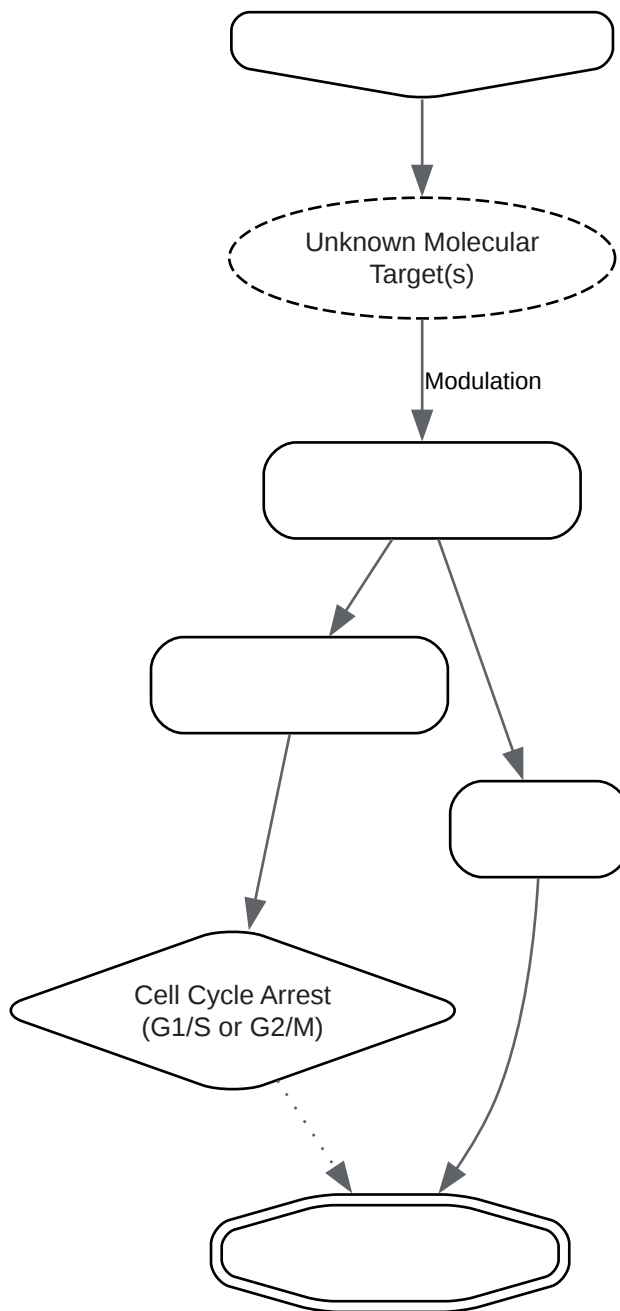 Unknown Molecular
Target(s)
Modulation
Cell Cycle Arrest
(G1/S or G2/M)